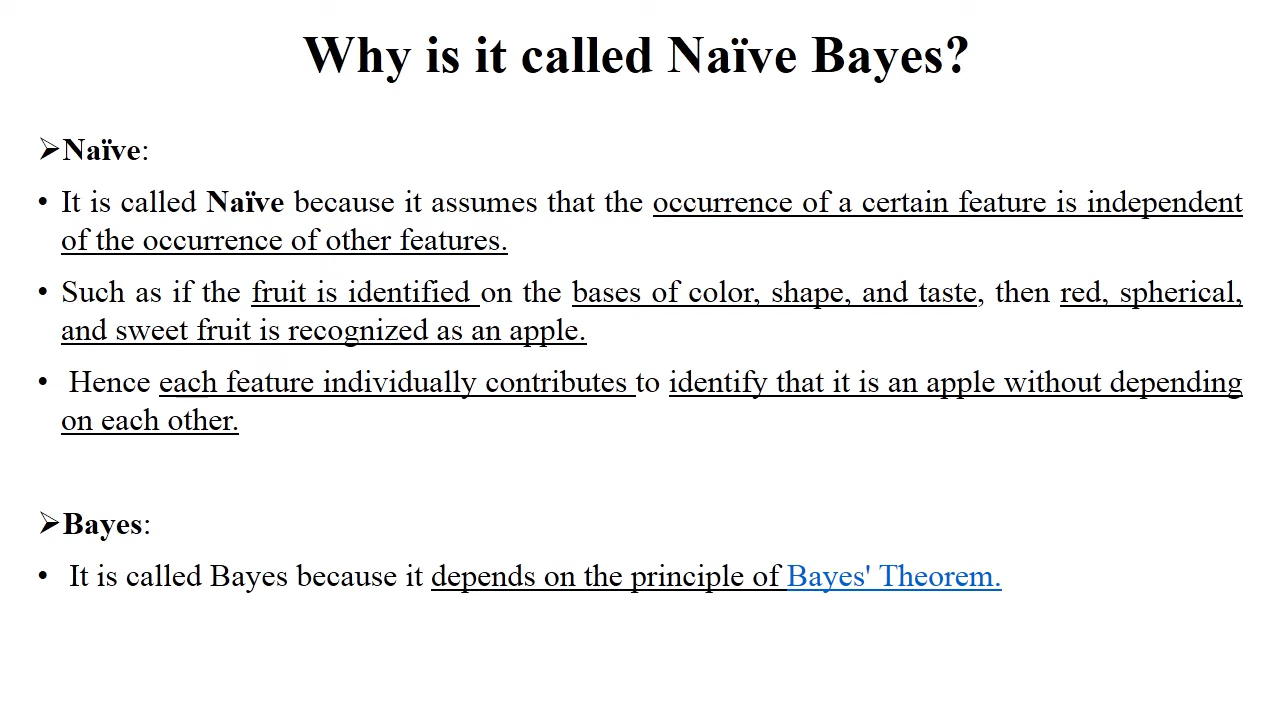 Why is it called Naïve Bayes?
➢Naïve:
• It is called Naïve because it assumes that the occurrence of a certain feature is independent
of the occurrence of other features.
• Such as if the fruit is identified on the bases of color, shape, and taste, then red, spherical,
and sweet fruit is recognized as an apple.
• Hence each feature individually contributes to identify that it is an apple without depending
on each other.
➢Bayes:
• It is called Bayes because it depends on the principle of Bayes' Theorem.